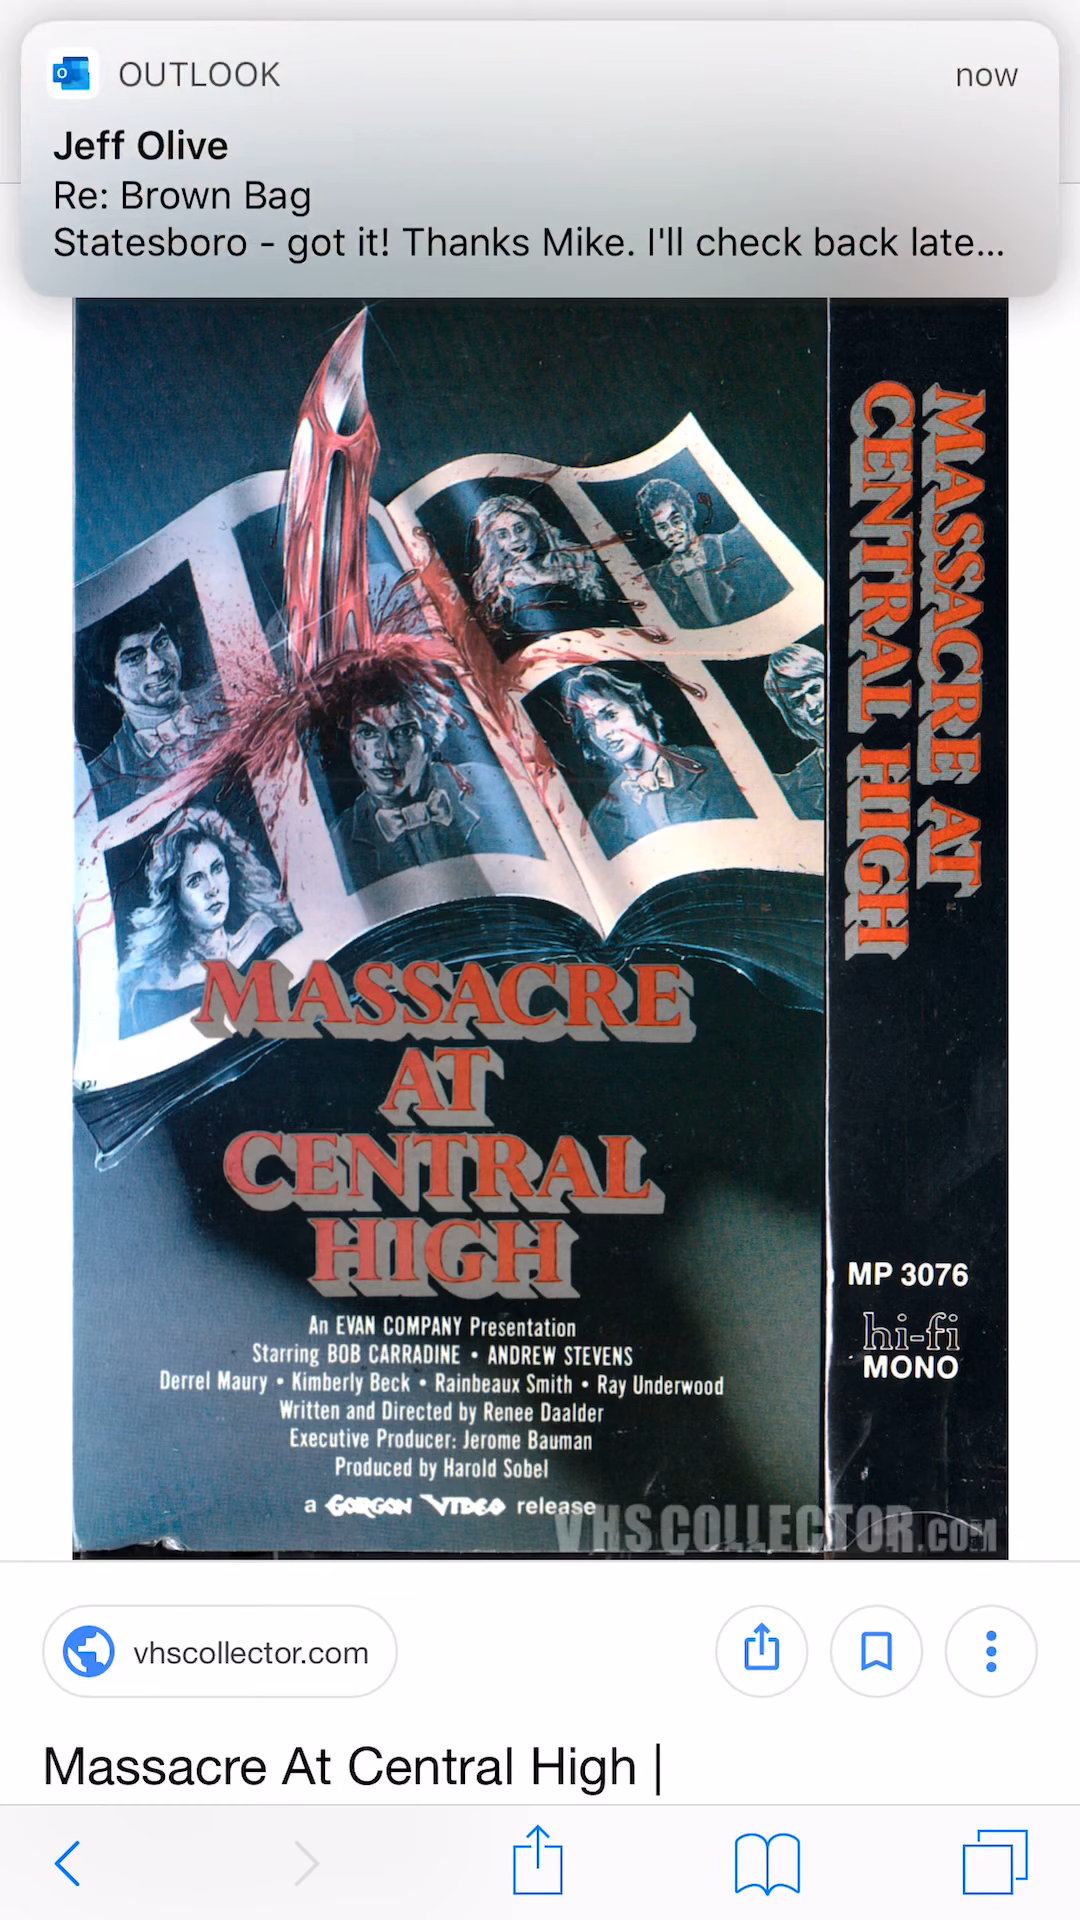 OUTLOOK
now
Jeff Olive
Re: Brown Bag
Statesboro - got it! Thanks Mike. I'll check back late...
MASSACRE
AT
CENTRAL
HIGH
An EVAN COMPANY Presentation
Starring BOB CARRADINE • ANDREW STEVENS
Derrel Maury • Kimberly Beck • Rainbeaux Smith • Ray Underwood
Written and Directed by Renee Daalder
Executive Producer: Jerome Bauman
Produced by Harold Sobel
a GORGON VIDEO release
MASSACRE AT
CENTRAL HIGH
MP 3076
hi-fi
MONO
VHSCOLLECTOR.COM
vhscollector.com
Massacre At Central High |